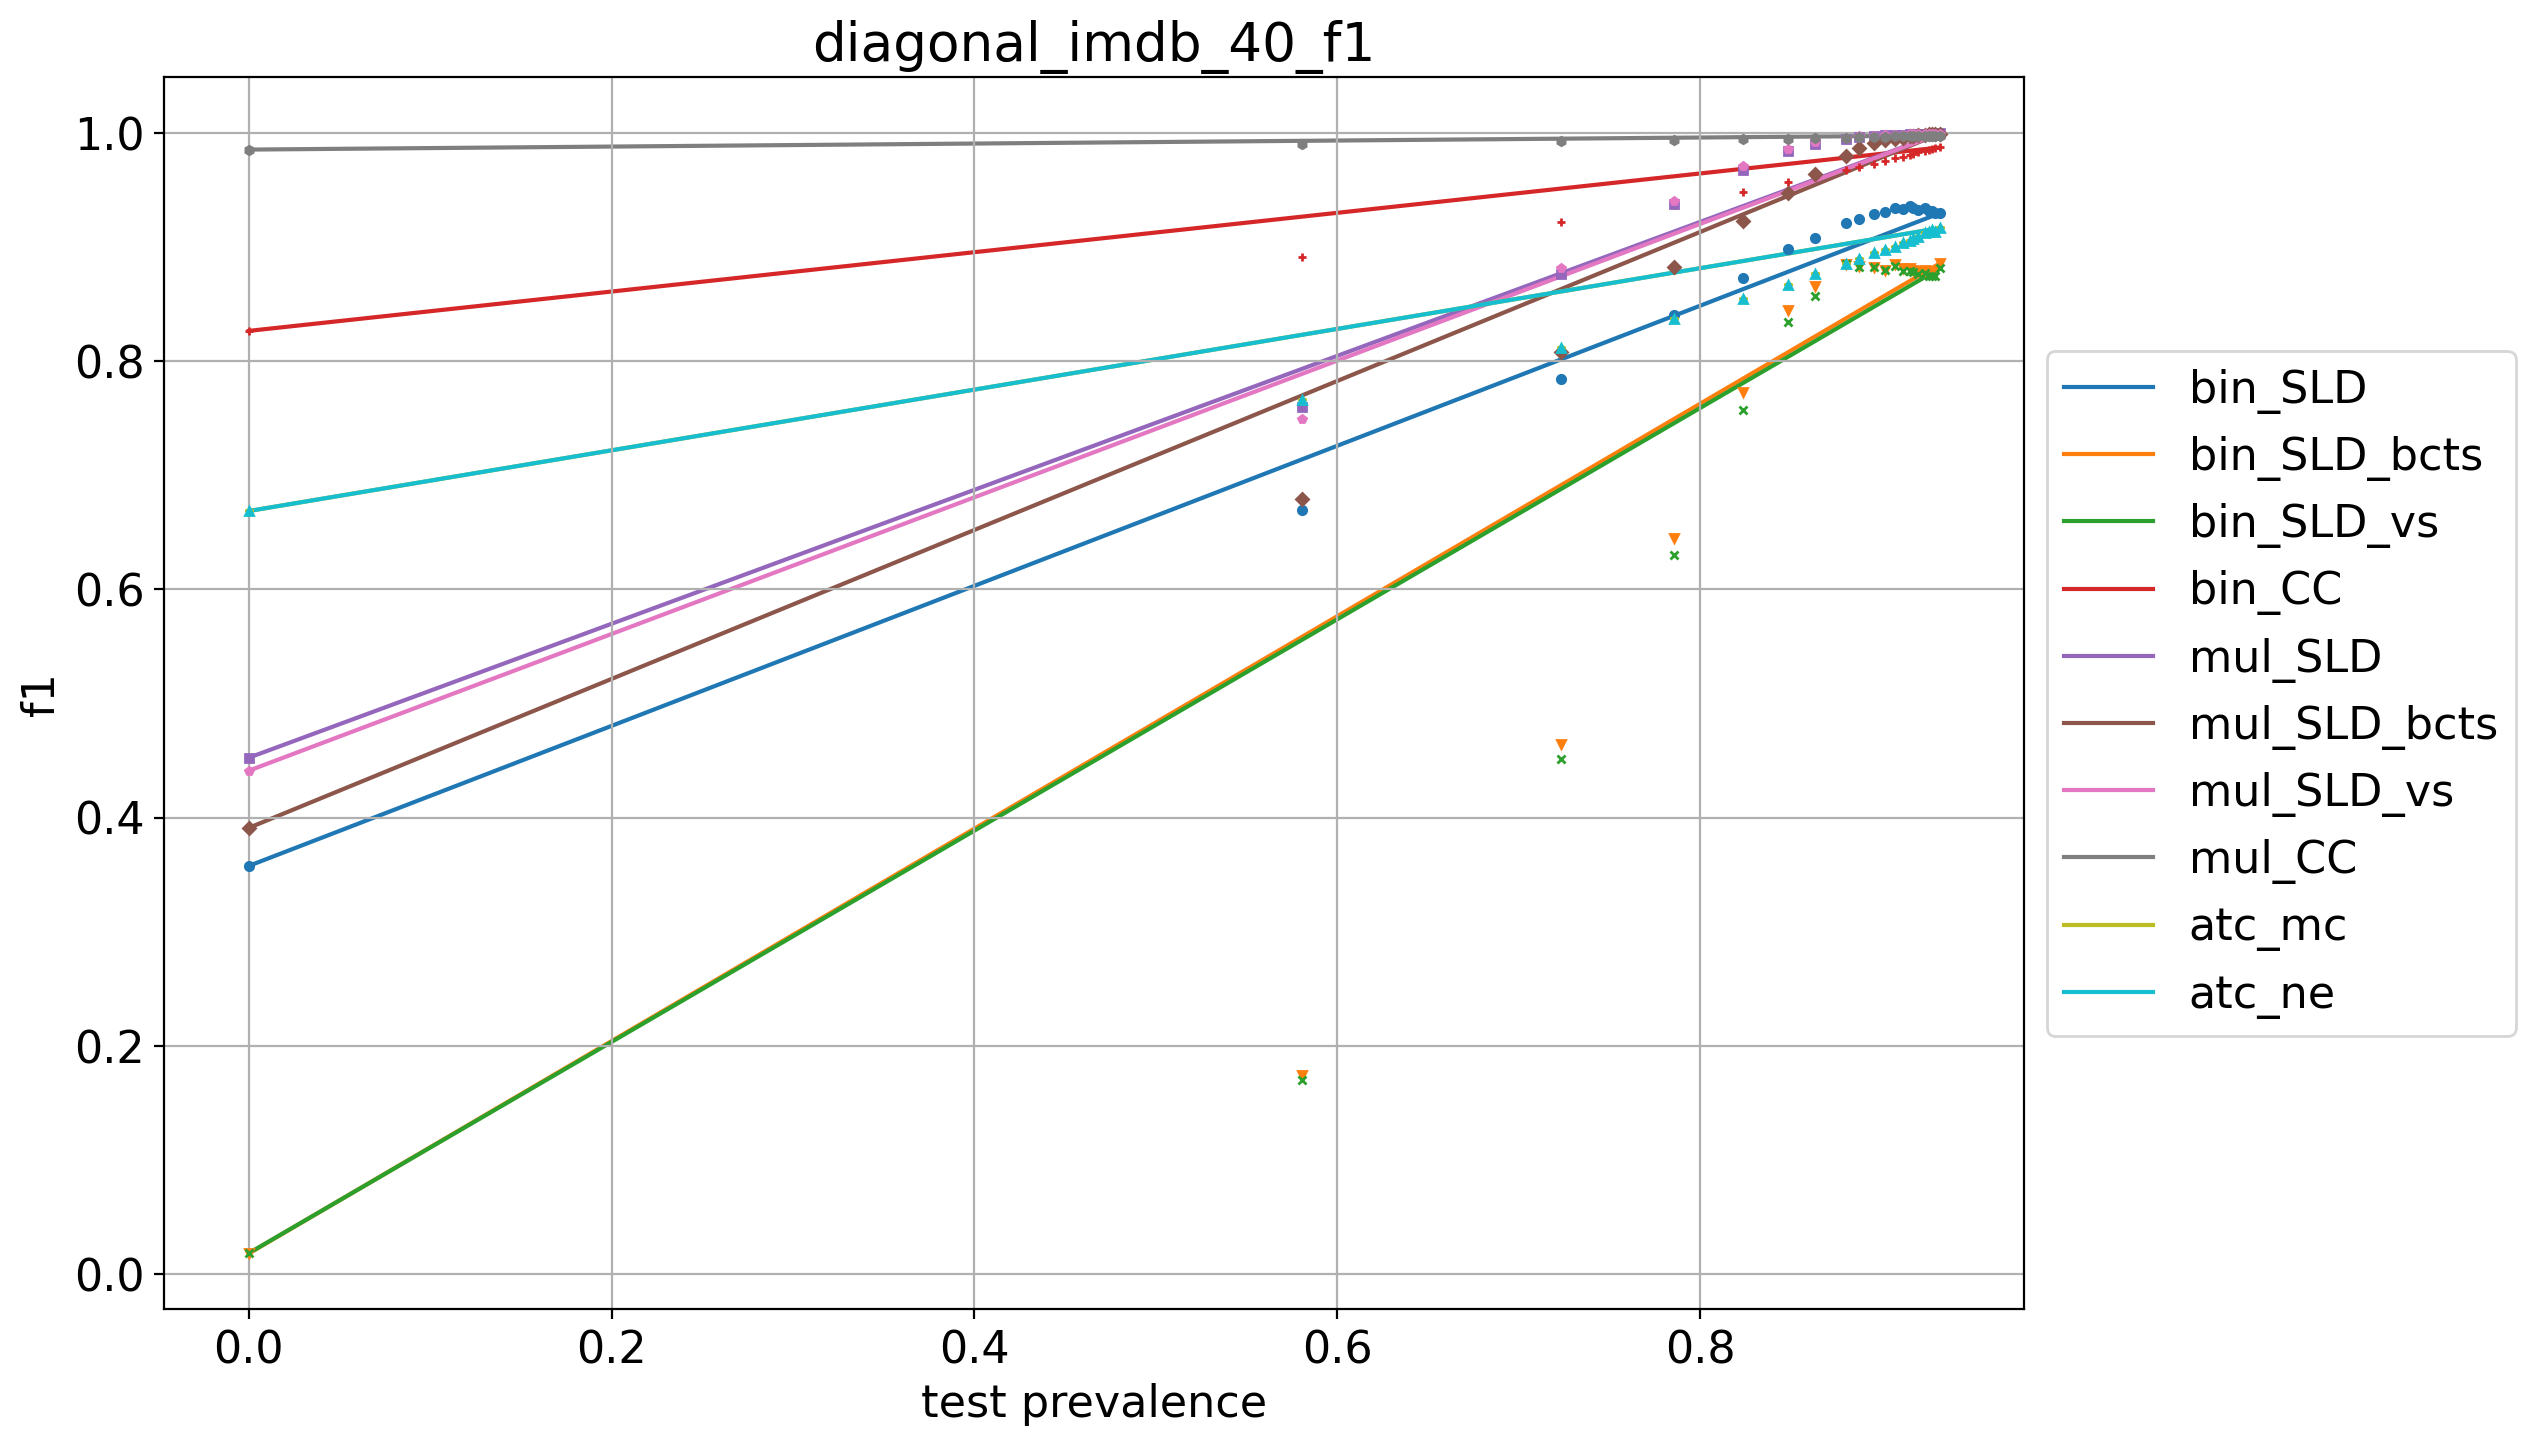 diagonal_imdb_40_f1
1.0
0.8
0.6
0.4
0.2
0.0
f1
0.0 0.2 0.4 0.6 0.8
test prevalence
bin_SLD
bin_SLD_bcts
bin_SLD_vs
bin_CC
mul_SLD
mul_SLD_bcts
mul_SLD_vs
mul_CC
atc_mc
atc_ne